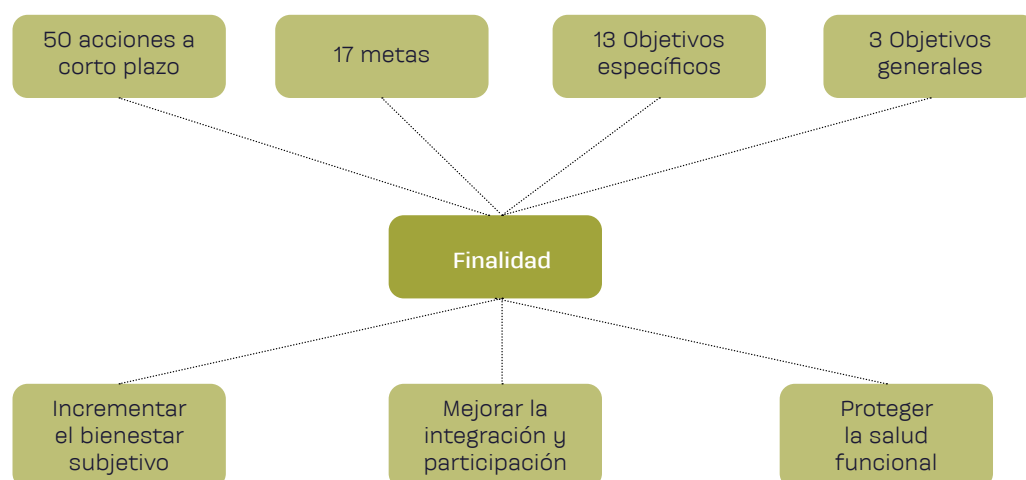 50 acciones a
corto plazo
17 metas
13 Objetivos
específicos
3 Objetivos
generales
Finalidad
Incrementar
el bienestar
subjetivo
Mejorar la
integración y
participación
Proteger
la salud
funcional